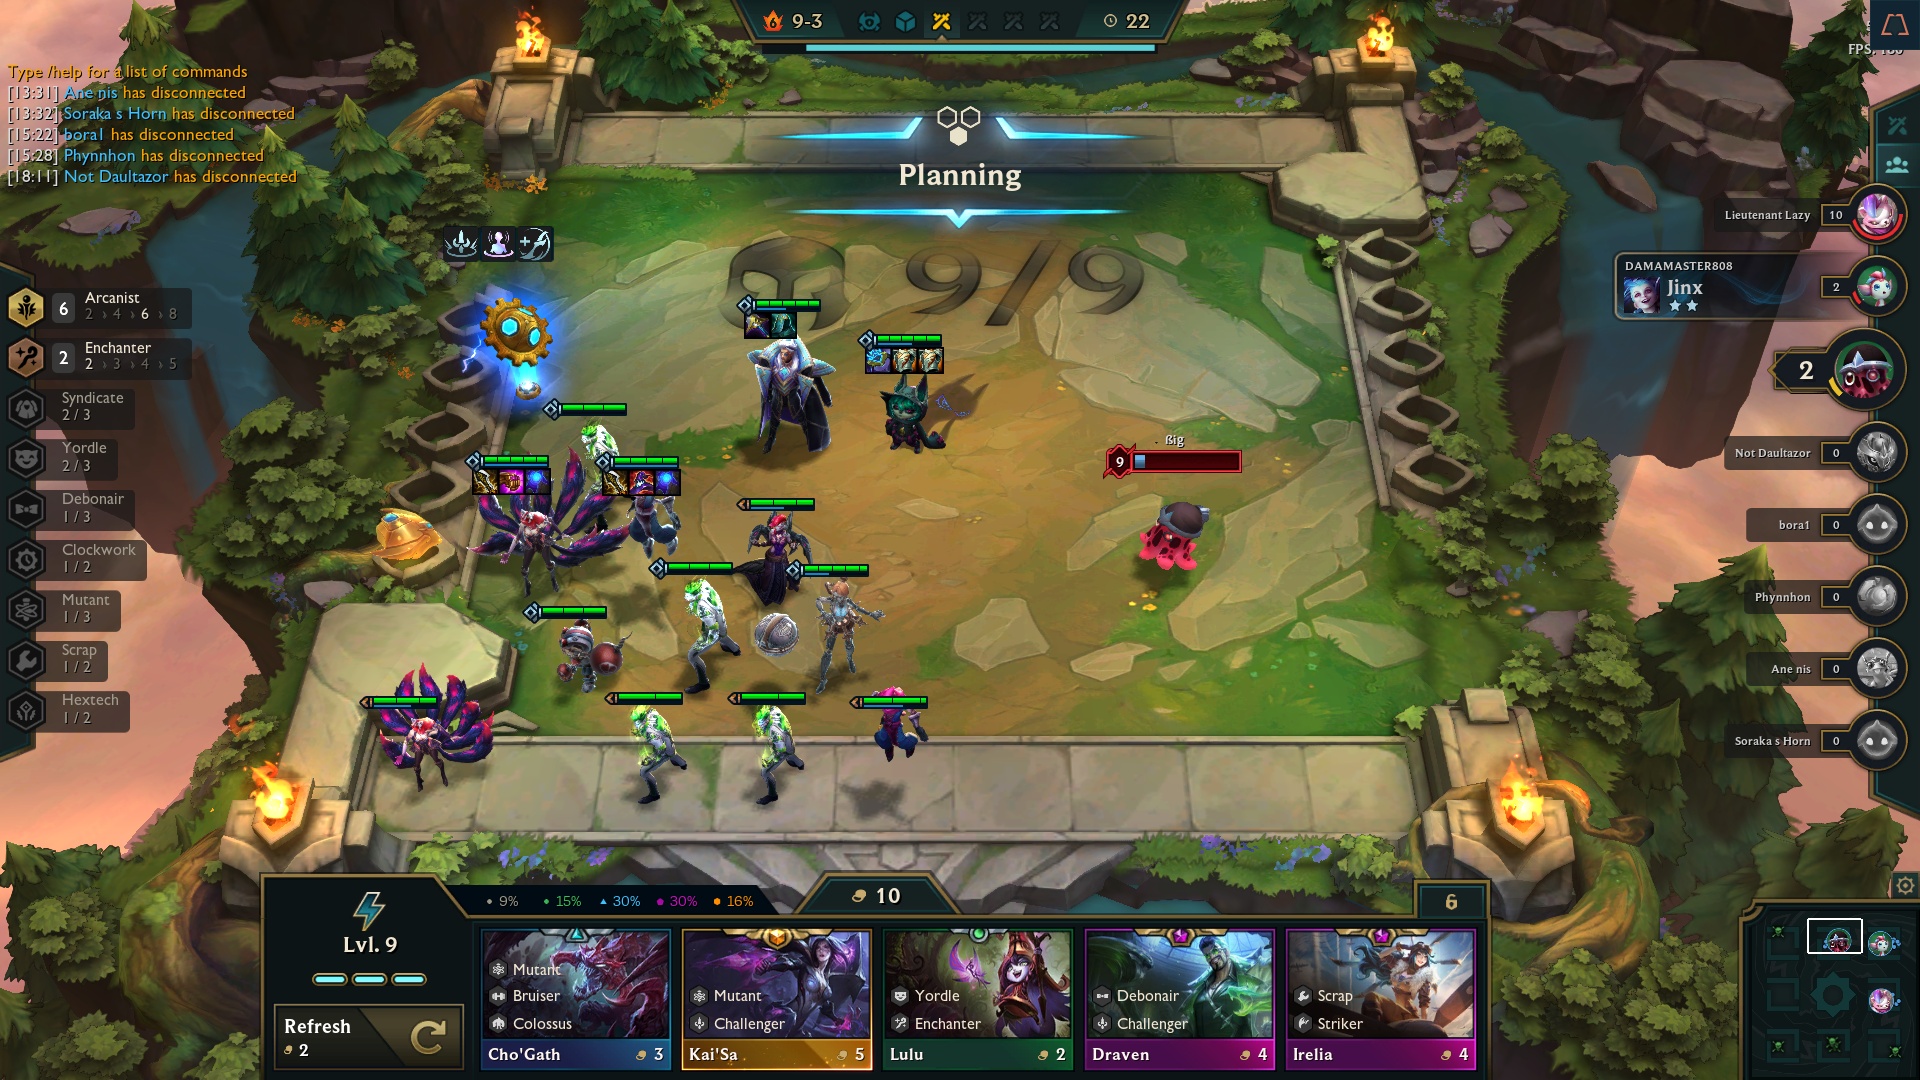 9-3
22
FPS:
Type /help for a list of commands
[13:31] Ane nis has disconnected
[13:32] Soraka s Horn has disconnected
[15:22] bora1 has disconnected
[15:28] Phynnhon has disconnected
[18:11] Not Daultazor has disconnected
Planning
9/9
Lieutenant Lazy 10
DAMAMASTER808
Jinx
2
2
Not Daultazor 0
bora1 0
Phynnhon 0
Ane nis 0
Soraka s Horn 0
6 Arcanist
2 › 4 › 6 › 8
2 Enchanter
2 › 3 › 4 › 5
Syndicate
2 / 3
Yordle
2 / 3
Debonair
1 / 3
Clockwork
1 / 2
Mutant
1 / 3
Scrap
1 / 2
Hextech
1 / 2
9
9% 15% 30% 30% 16%
10
6
Lvl. 9
Refresh
2
Mutant
Bruiser
Colossus
Cho'Gath 3
Mutant
Challenger
Kai'Sa 5
Yordle
Enchanter
Lulu 2
Debonair
Challenger
Draven 4
Scrap
Striker
Irelia 4